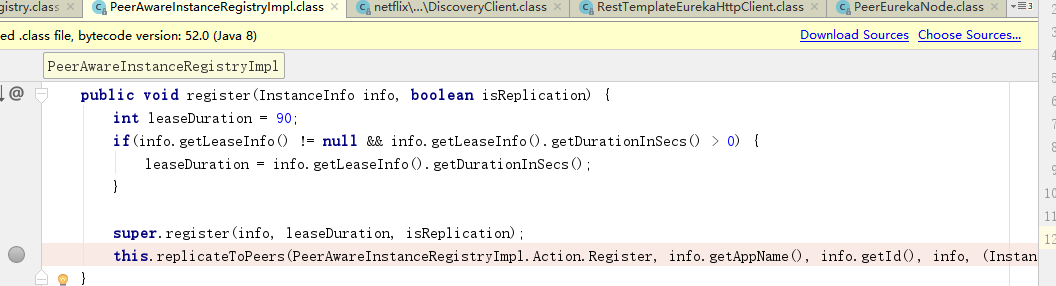 gistry.class PeerAwareInstanceRegistryImpl.class netflix\...\DiscoveryClient.class RestTemplateEurekaHttpClient.class PeerEurekaNode.class
ed .class file, bytecode version: 52.0 (Java 8) Download Sources Choose Sources...
PeerAwareInstanceRegistryImpl
public void register(InstanceInfo info, boolean isReplication) {
int leaseDuration = 90;
if(info.getLeaseInfo() != null && info.getLeaseInfo().getDurationInSecs() > 0) {
leaseDuration = info.getLeaseInfo().getDurationInSecs();
}
super.register(info, leaseDuration, isReplication);
this.replicateToPeers(PeerAwareInstanceRegistryImpl.Action.Register, info.getAppName(), info.getId(), info, (Instan
}